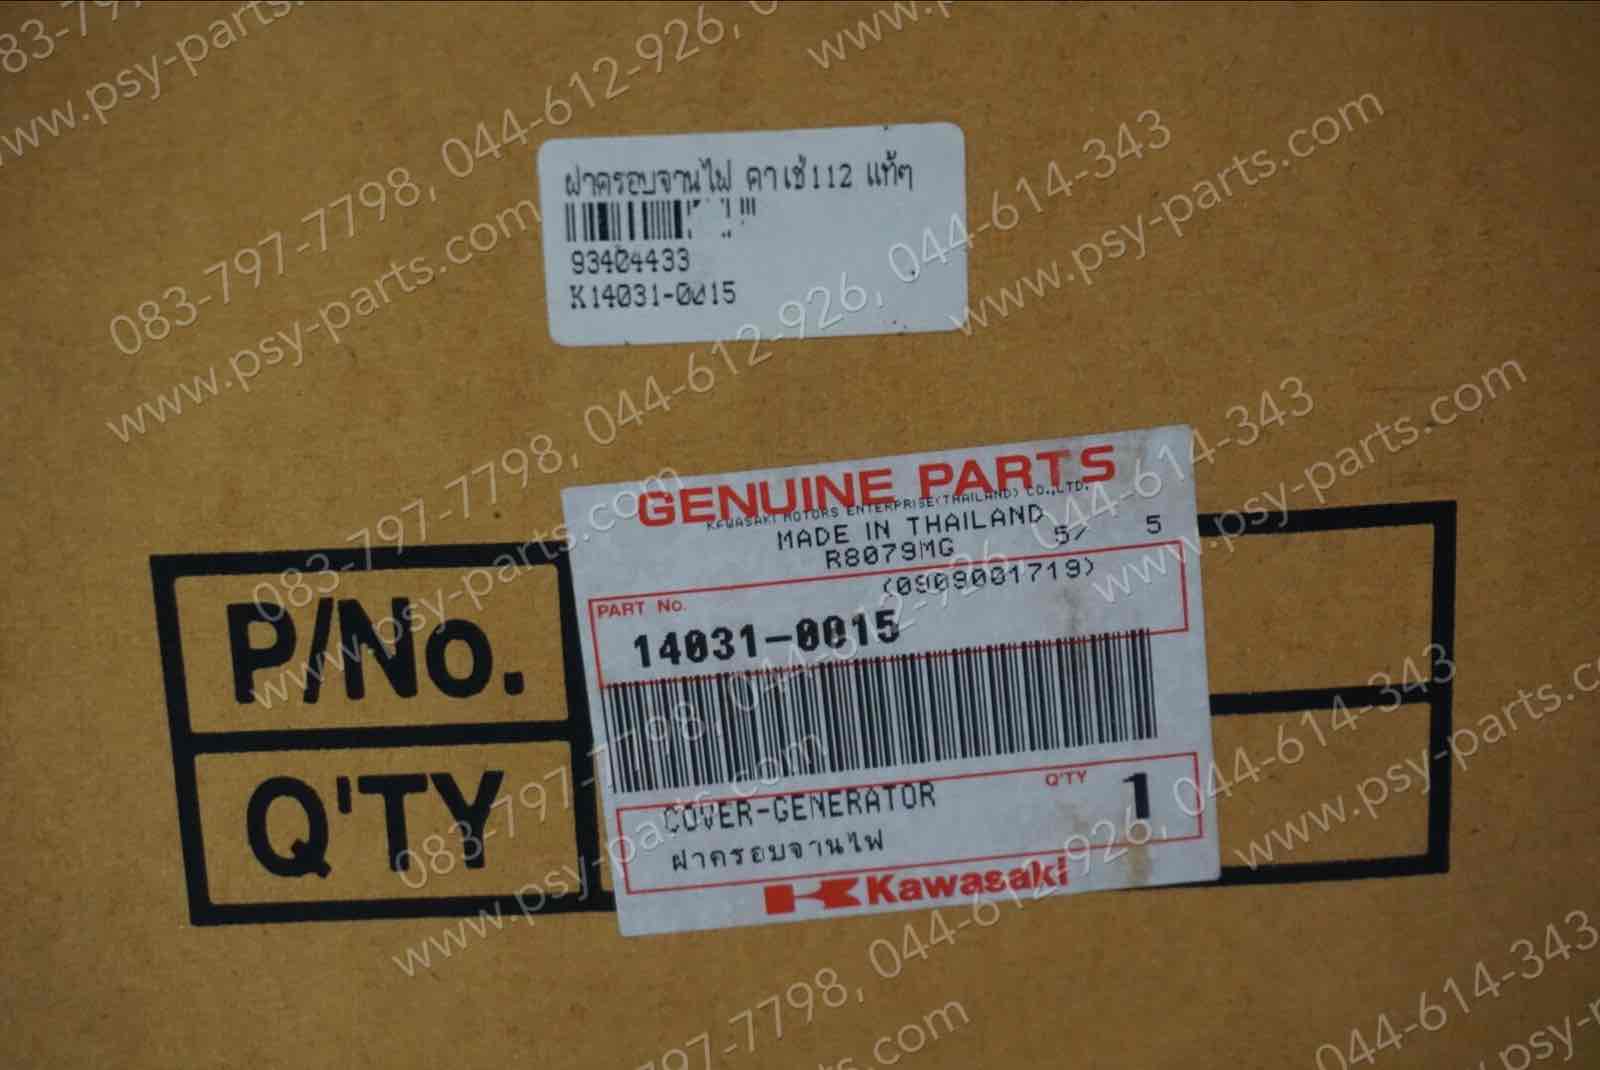 ฝาครอบจานไฟ คาเซ่112 แท้ๆ
93404433
K14031-0015
GENUINE PARTS
KAWASAKI MOTORS ENTERPRISE(THAILAND) CO.,LTD.
MADE IN THAILAND
R8079MG 5/ 5
(0909001719)
PART No.
14031-0015
P/No.
Q'TY
COVER-GENERATOR Q'TY 1
ฝาครอบจานไฟ
Kawasaki
083-797-7798, 044-612-926, 044-614-343
www.psy-parts.com